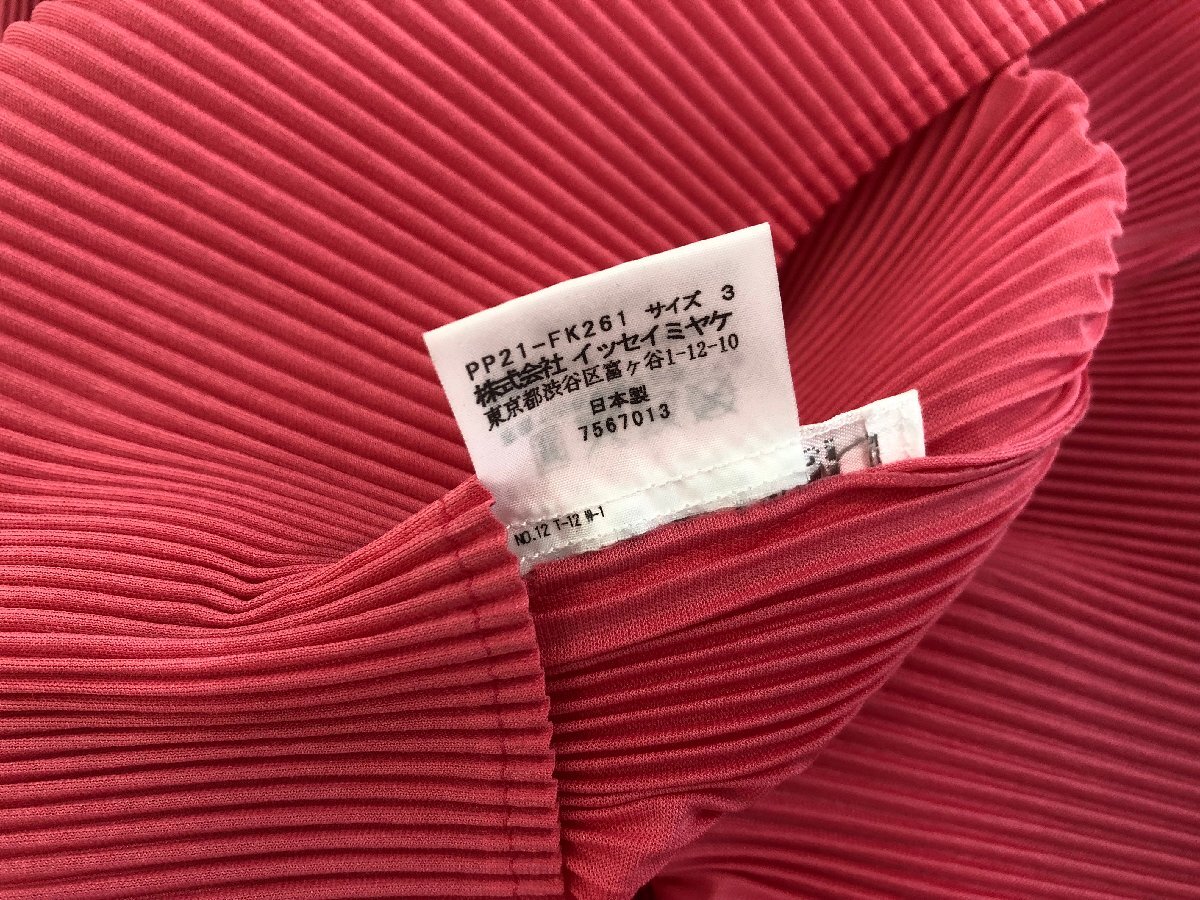 PP21-FK261 サイズ 3
株式会社 イッセイミヤケ
東京都渋谷区富ヶ谷1-12-10
日本製
7567013
NO.12 T-12